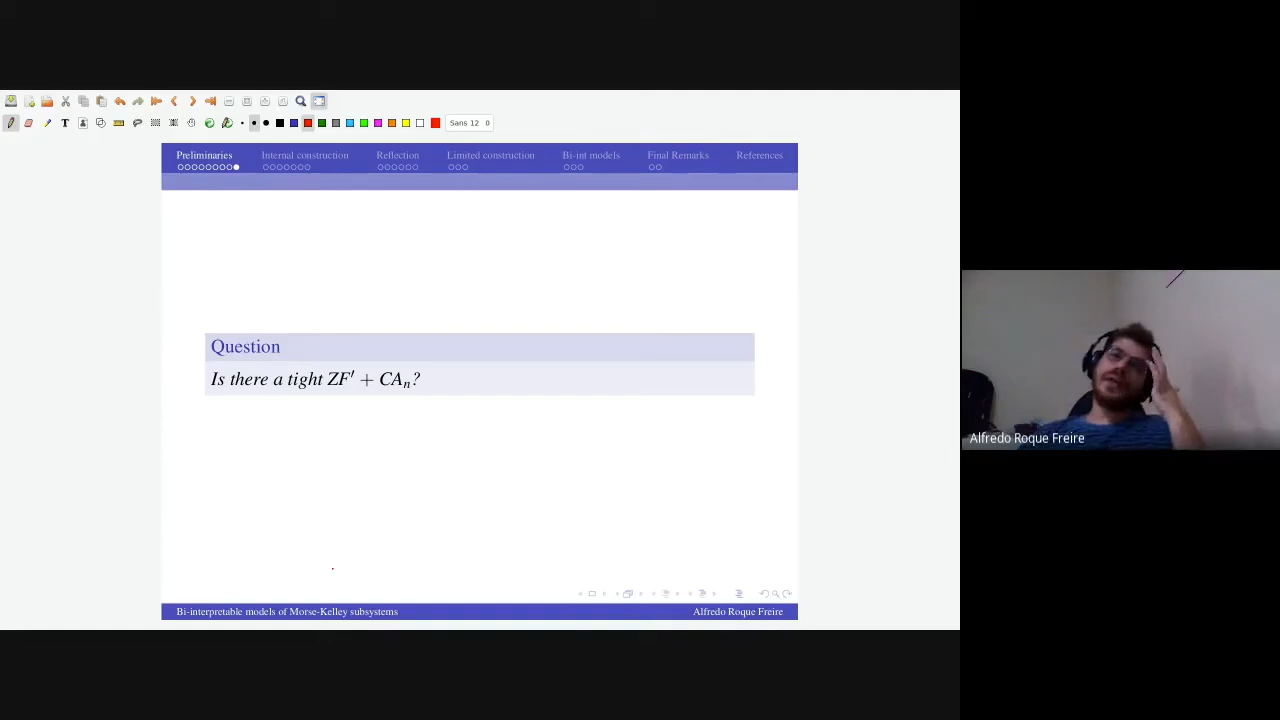 Sans 12 0
Preliminaries Internal construction Reflection Limited construction Bi-int models Final Remarks References
Question
Is there a tight ZF′ + CAₙ?
Alfredo Roque Freire
Bi-interpretable models of Morse-Kelley subsystems Alfredo Roque Freire